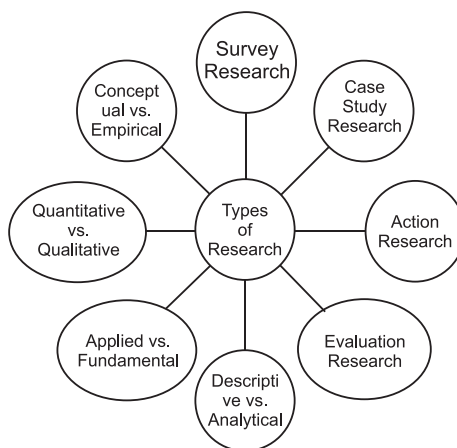 Survey
Research
Case
Study
Research
Action
Research
Evaluation
Research
Descripti
ve vs.
Analytical
Applied vs.
Fundamental
Quantitative
vs.
Qualitative
Concept
ual vs.
Empirical
Types
of
Research